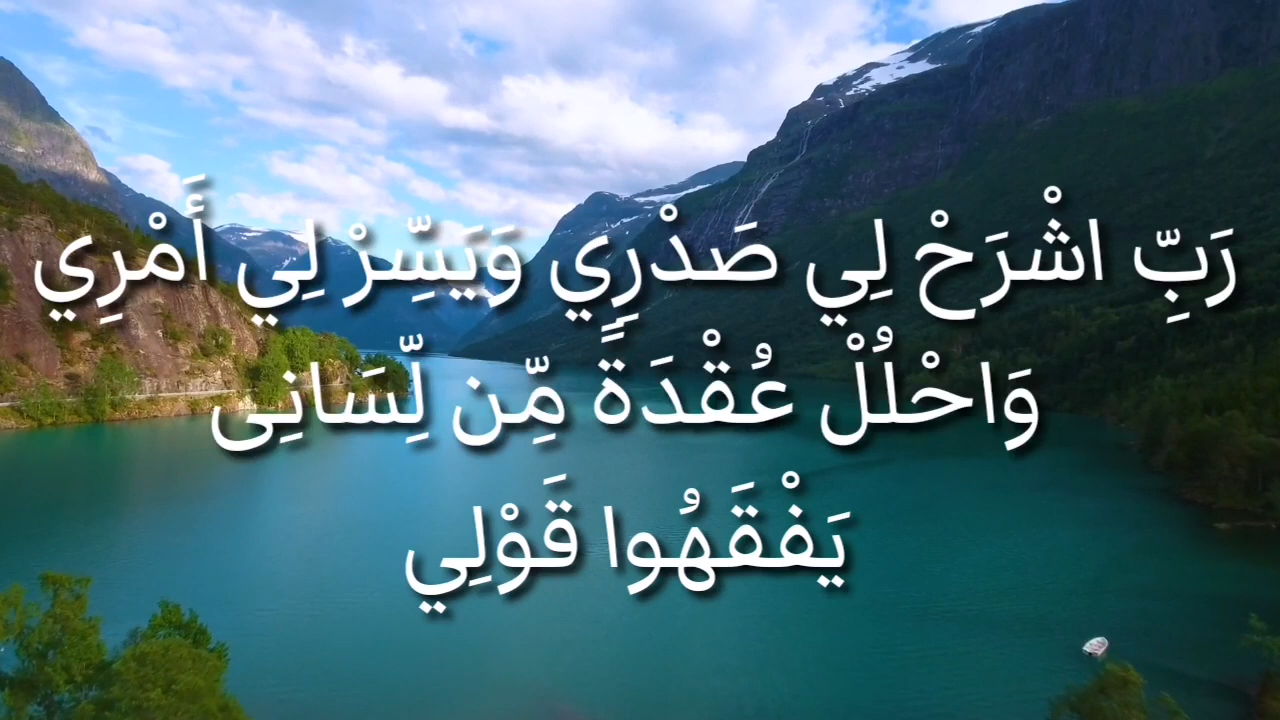 رَبِّ اشْرَحْ لِي صَدْرِي وَيَسِّرْ لِي أَمْرِي
وَاحْلُلْ عُقْدَةً مِّن لِّسَانِى
يَفْقَهُوا قَوْلِي